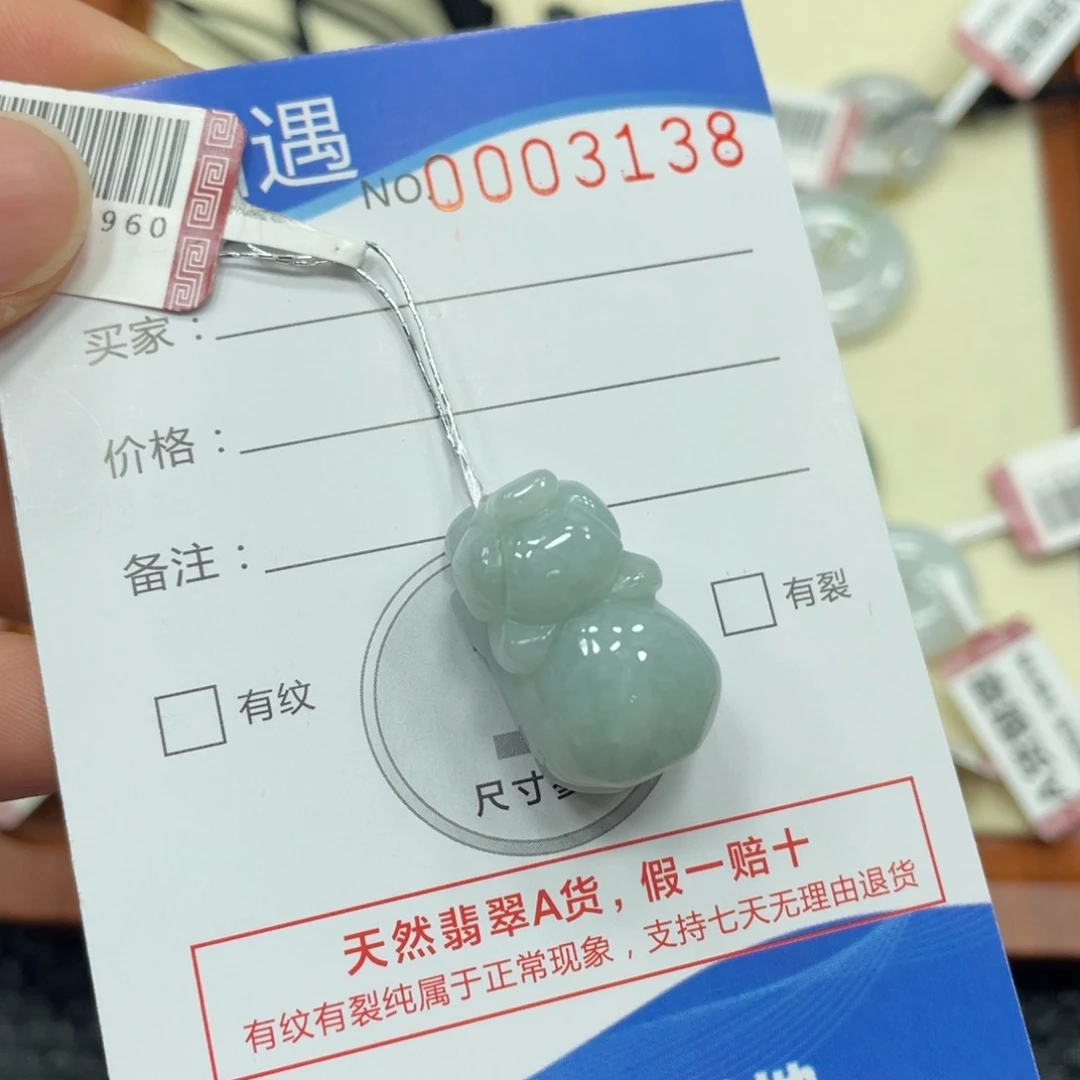 遇
NO.0003138
960
买家：
价格：
备注：
有裂
有纹
尺寸
天然翡翠A货，假一赔十
有纹有裂纯属于正常现象，支持七天无理由退货